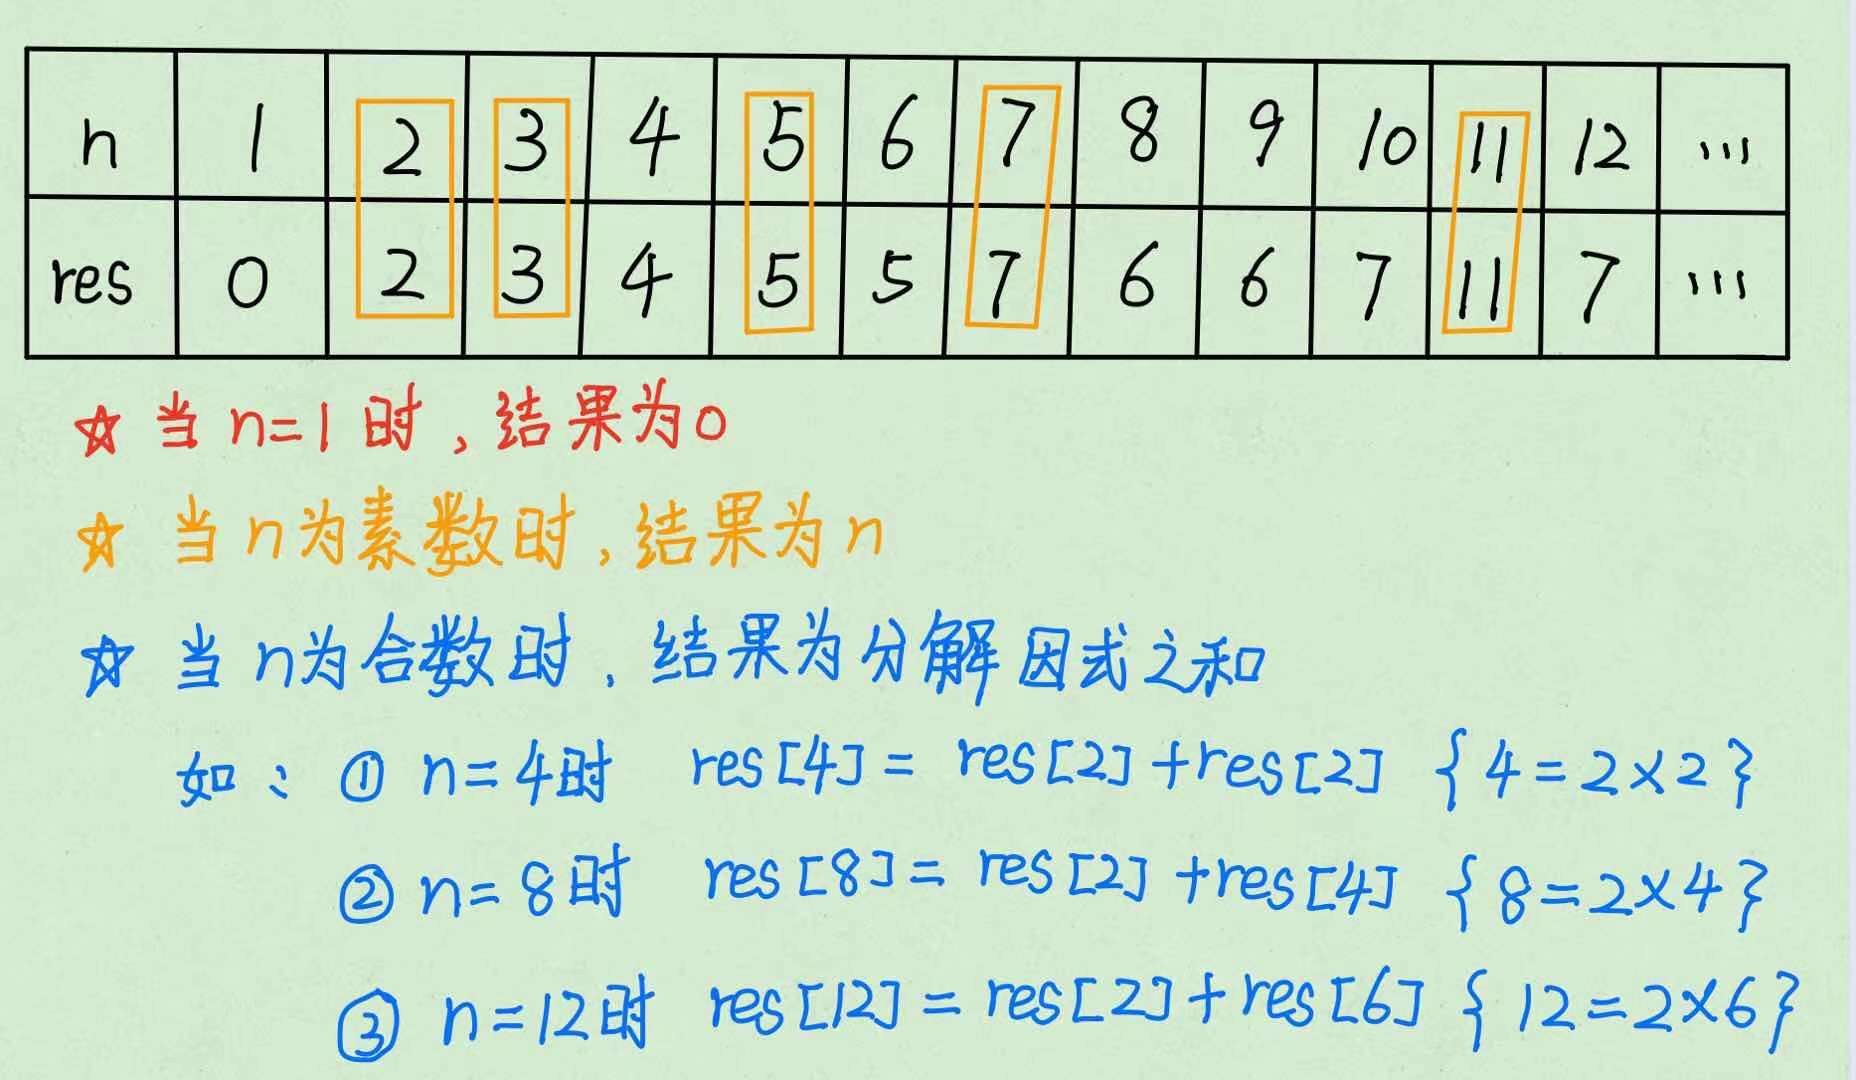 n 1 2 3 4 5 6 7 8 9 10 11 12 ...
res 0 2 3 4 5 5 7 6 6 7 11 7 ...
☆ 当n=1时,结果为0
☆ 当n为素数时,结果为n
☆ 当n为合数时,结果为分解因式之和
如:① n=4时 res[4]= res[2]+res[2] {4=2×2}
② n=8时 res[8]= res[2]+res[4] {8=2×4}
③ n=12时 res[12]= res[2]+res[6] {12=2×6}